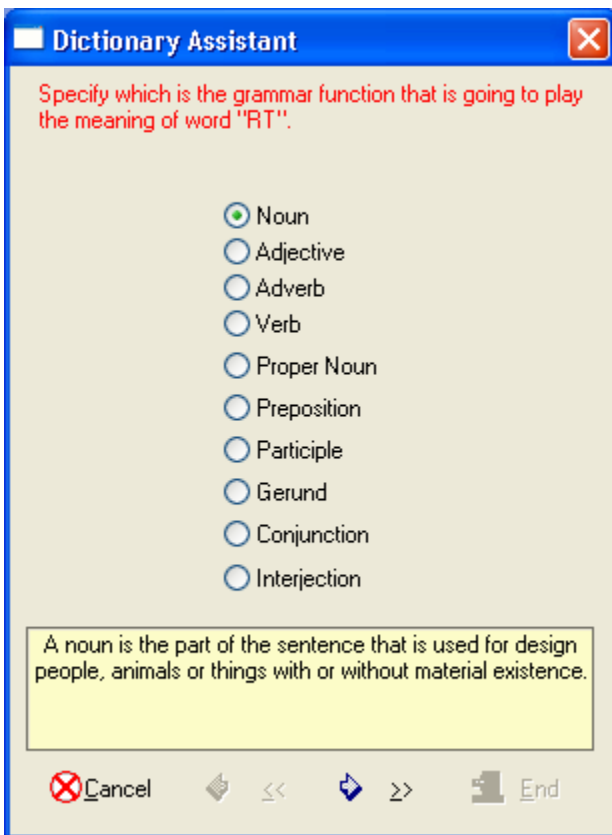 Dictionary Assistant
Specify which is the grammar function that is going to play
the meaning of word "RT".
Noun
Adjective
Adverb
Verb
Proper Noun
Preposition
Participle
Gerund
Conjunction
Interjection
A noun is the part of the sentence that is used for design
people, animals or things with or without material existence.
Cancel << >> End